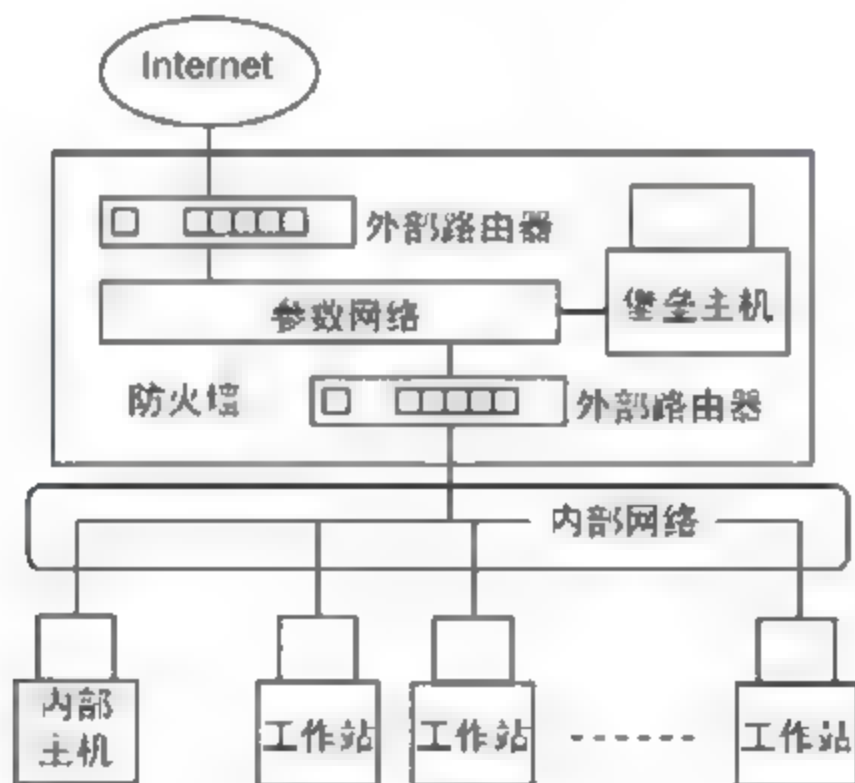 Internet
外部路由器
参数网络
堡垒主机
防火墙
外部路由器
内部网络
内部
主机
工作站
工作站
工作站